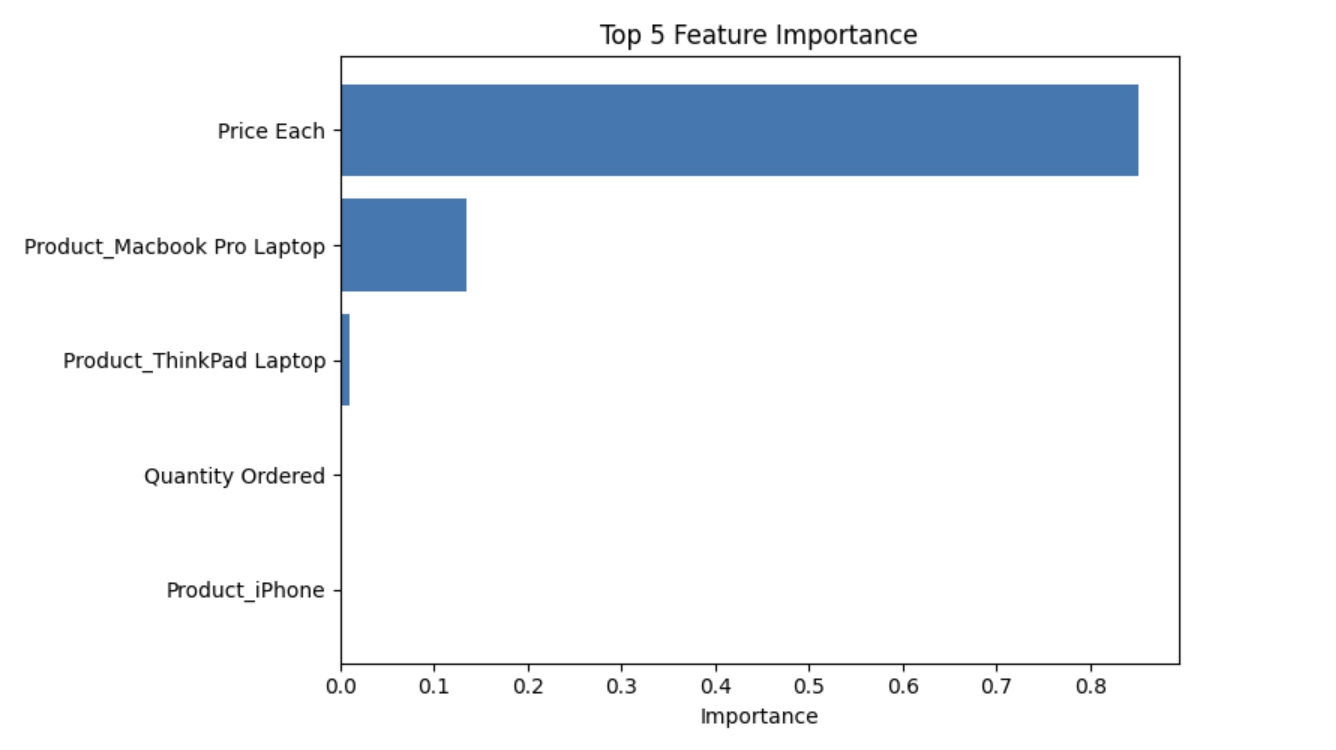 Top 5 Feature Importance
Price Each
Product_Macbook Pro Laptop
Product_ThinkPad Laptop
Quantity Ordered
Product_iPhone
0.0 0.1 0.2 0.3 0.4 0.5 0.6 0.7 0.8
Importance